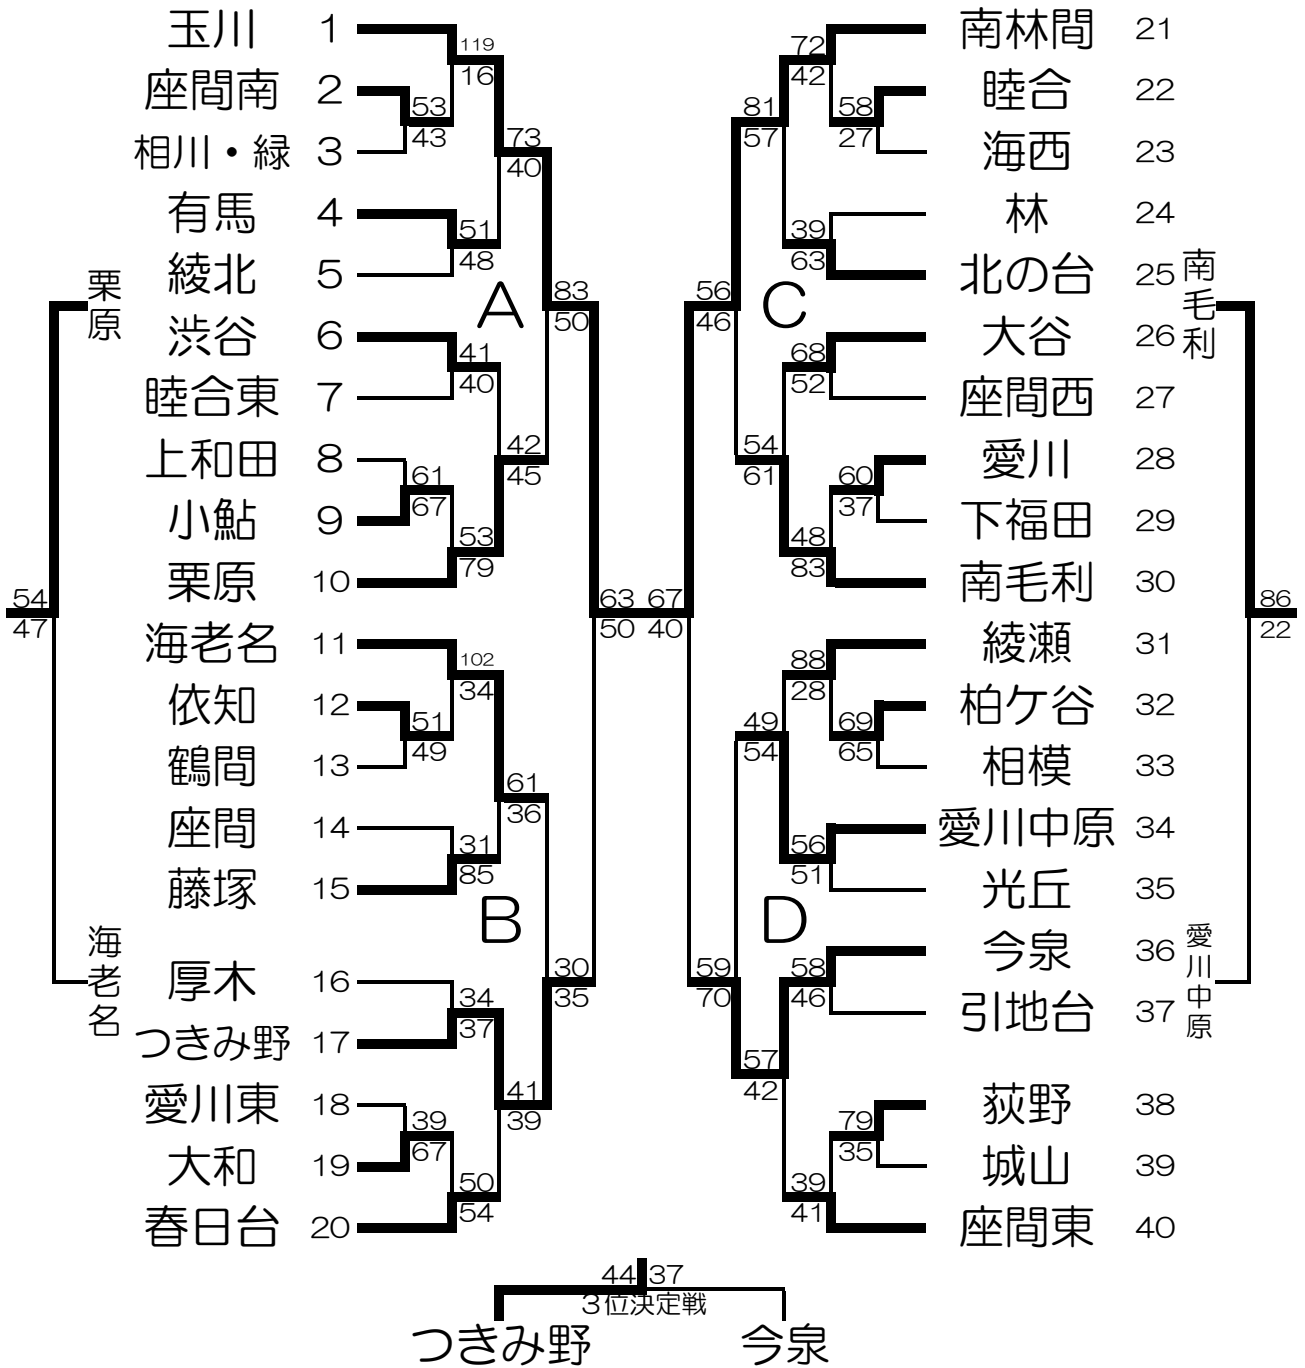 玉川 1
座間南 2
相川・緑 3
有馬 4
綾北 5
渋谷 6
睦合東 7
上和田 8
小鮎 9
栗原 10
海老名 11
依知 12
鶴間 13
座間 14
藤塚 15
厚木 16
つきみ野 17
愛川東 18
大和 19
春日台 20
栗原
海老名
54
47
119
16
53
43
73
40
51
48
A
83
50
41
40
42
45
61
67
53
79
63
50
102
34
51
49
61
36
31
85
B
30
35
34
37
41
39
39
67
50
54
67
40
72
42
58
27
81
57
39
63
C
56
46
68
52
54
61
60
37
48
83
88
28
69
65
49
54
56
51
D
59
70
58
46
57
42
79
35
39
41
南林間 21
睦合 22
海西 23
林 24
北の台 25
大谷 26
座間西 27
愛川 28
下福田 29
南毛利 30
綾瀬 31
柏ケ谷 32
相模 33
愛川中原 34
光丘 35
今泉 36
引地台 37
荻野 38
城山 39
座間東 40
南毛利
愛川中原
86
22
44 37
3位決定戦
つきみ野 今泉